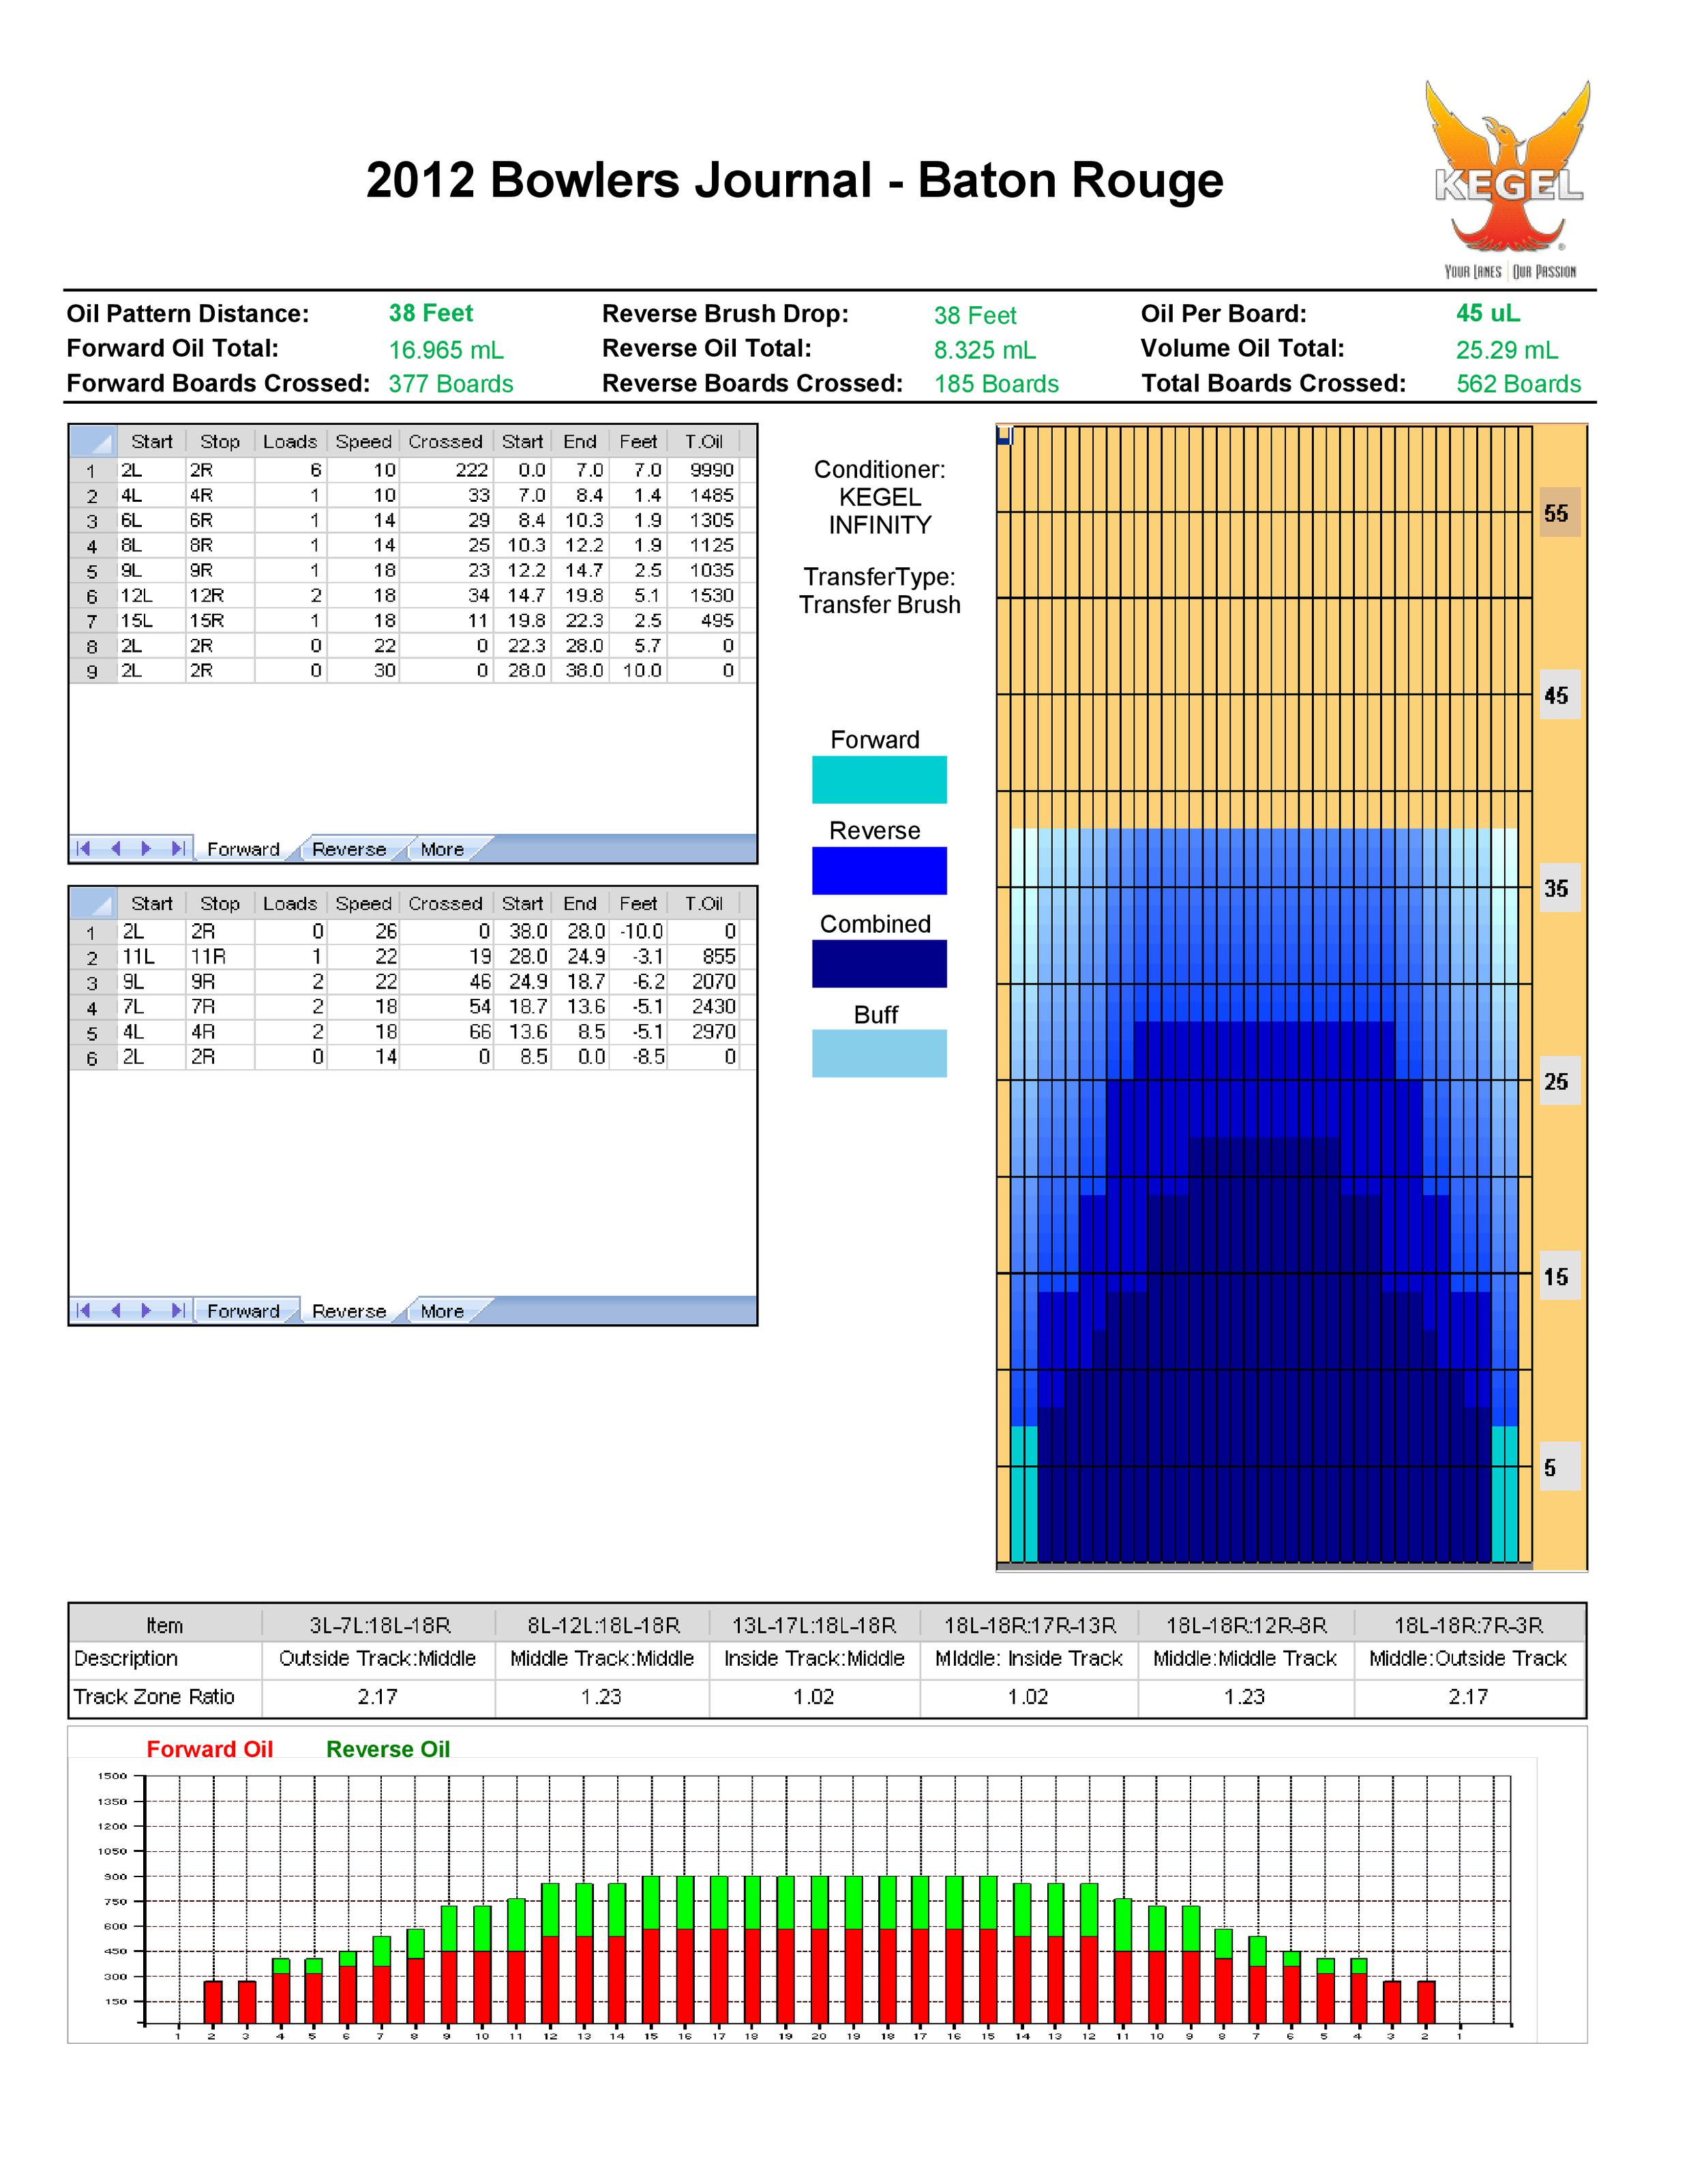 2012 Bowlers Journal - Baton Rouge
KEGEL
®
YOUR LANES | OUR PASSION
Oil Pattern Distance: 38 Feet Reverse Brush Drop: 38 Feet Oil Per Board: 45 uL
Forward Oil Total: 16.965 mL Reverse Oil Total: 8.325 mL Volume Oil Total: 25.29 mL
Forward Boards Crossed: 377 Boards Reverse Boards Crossed: 185 Boards Total Boards Crossed: 562 Boards
Start Stop Loads Speed Crossed Start End Feet T.Oil
1 2L 2R 6 10 222 0.0 7.0 7.0 9990
2 4L 4R 1 10 33 7.0 8.4 1.4 1485
3 6L 6R 1 14 29 8.4 10.3 1.9 1305
4 8L 8R 1 14 25 10.3 12.2 1.9 1125
5 9L 9R 1 18 23 12.2 14.7 2.5 1035
6 12L 12R 2 18 34 14.7 19.8 5.1 1530
7 15L 15R 1 18 11 19.8 22.3 2.5 495
8 2L 2R 0 22 0 22.3 28.0 5.7 0
9 2L 2R 0 30 0 28.0 38.0 10.0 0
Forward Reverse More
Start Stop Loads Speed Crossed Start End Feet T.Oil
1 2L 2R 0 26 0 38.0 28.0 -10.0 0
2 11L 11R 1 22 19 28.0 24.9 -3.1 855
3 9L 9R 2 22 46 24.9 18.7 -6.2 2070
4 7L 7R 2 18 54 18.7 13.6 -5.1 2430
5 4L 4R 2 18 66 13.6 8.5 -5.1 2970
6 2L 2R 0 14 0 8.5 0.0 -8.5 0
Forward Reverse More
Conditioner:
KEGEL
INFINITY
TransferType:
Transfer Brush
Forward
Reverse
Combined
Buff
55
45
35
25
15
5
Item 3L-7L:18L-18R 8L-12L:18L-18R 13L-17L:18L-18R 18L-18R:17R-13R 18L-18R:12R-8R 18L-18R:7R-3R
Description Outside Track:Middle Middle Track:Middle Inside Track:Middle MIddle: Inside Track Middle:Middle Track Middle:Outside Track
Track Zone Ratio 2.17 1.23 1.02 1.02 1.23 2.17
Forward Oil Reverse Oil
1500
1350
1200
1050
900
750
600
450
300
150
1 2 3 4 5 6 7 8 9 10 11 12 13 14 15 16 17 18 19 20 19 18 17 16 15 14 13 12 11 10 9 8 7 6 5 4 3 2 1